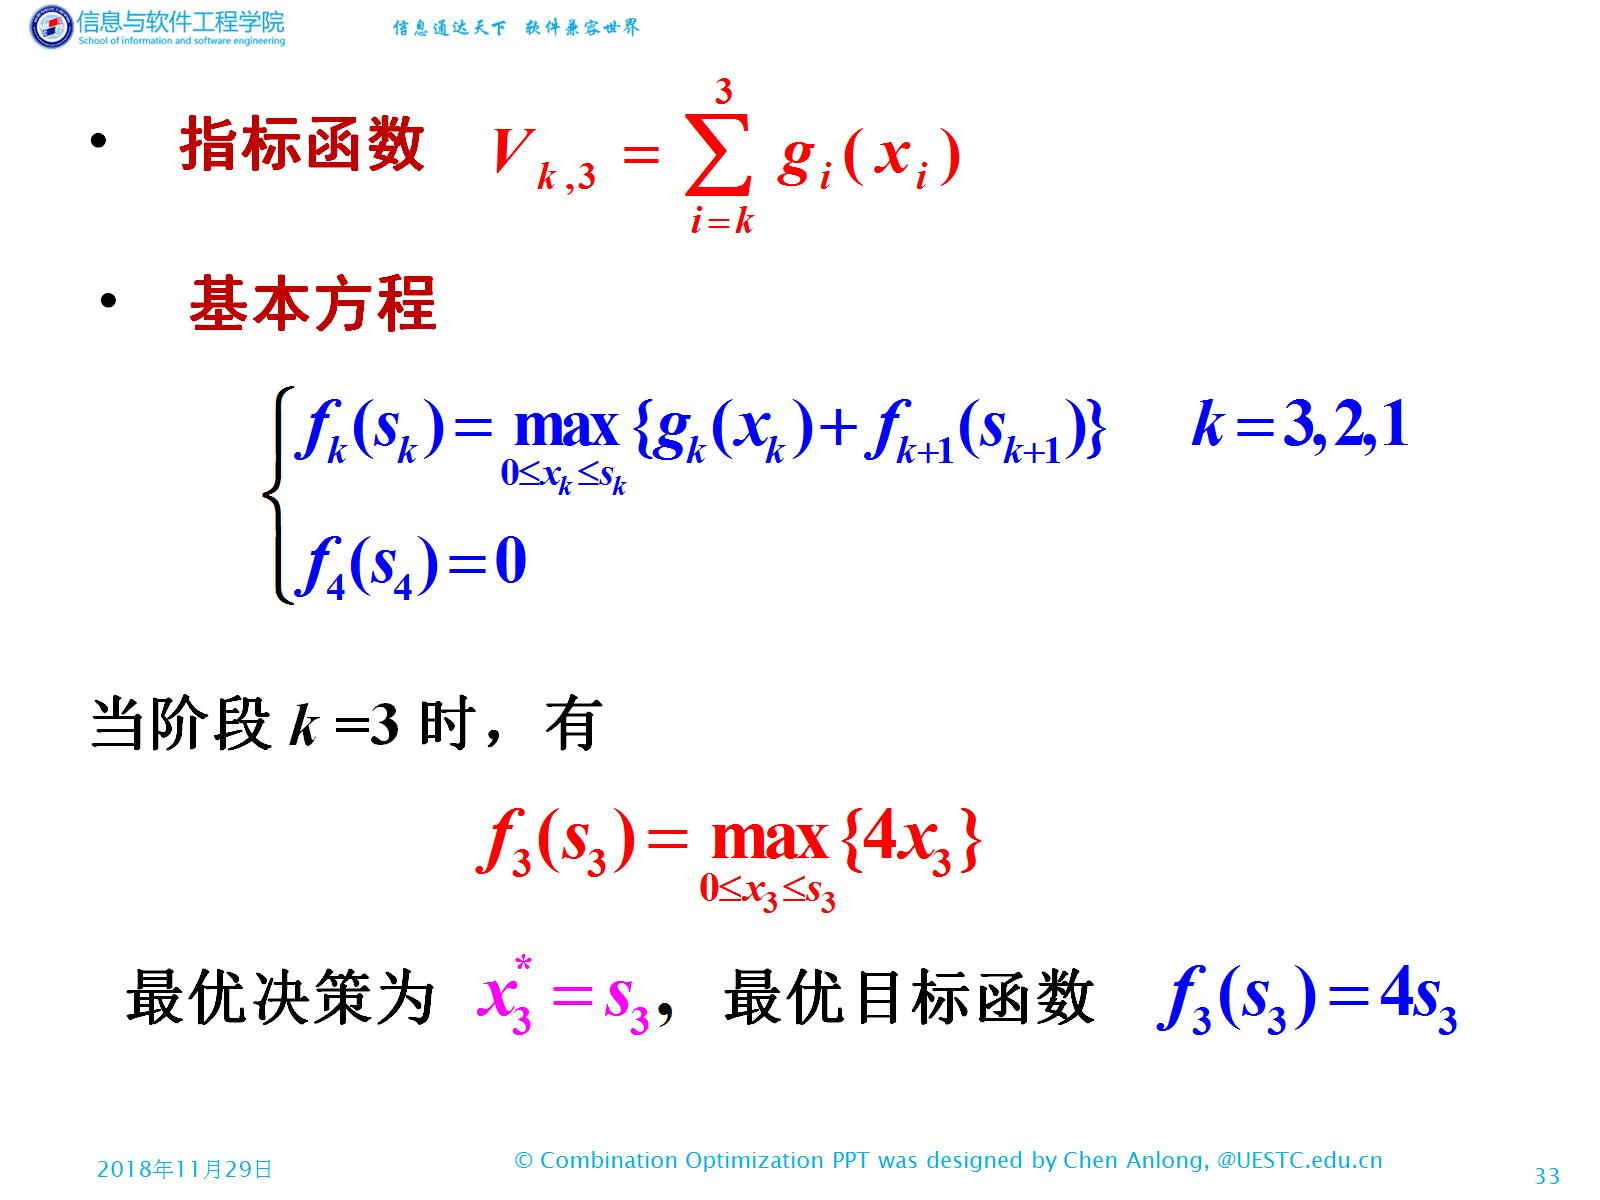 信息与软件工程学院
School of information and software engineering
信息通达天下 软件兼容世界
• 指标函数 V_{k,3} = \sum_{i=k}^{3} g_i(x_i)
• 基本方程
f_k(s_k) = \max_{0≤x_k≤s_k} {g_k(x_k) + f_{k+1}(s_{k+1})} k = 3,2,1
f_4(s_4) = 0
当阶段 k =3 时，有
f_3(s_3) = \max_{0≤x_3≤s_3} {4x_3}
最优决策为 x_3^* = s_3， 最优目标函数 f_3(s_3) = 4s_3
2018年11月29日
© Combination Optimization PPT was designed by Chen Anlong, @UESTC.edu.cn
33